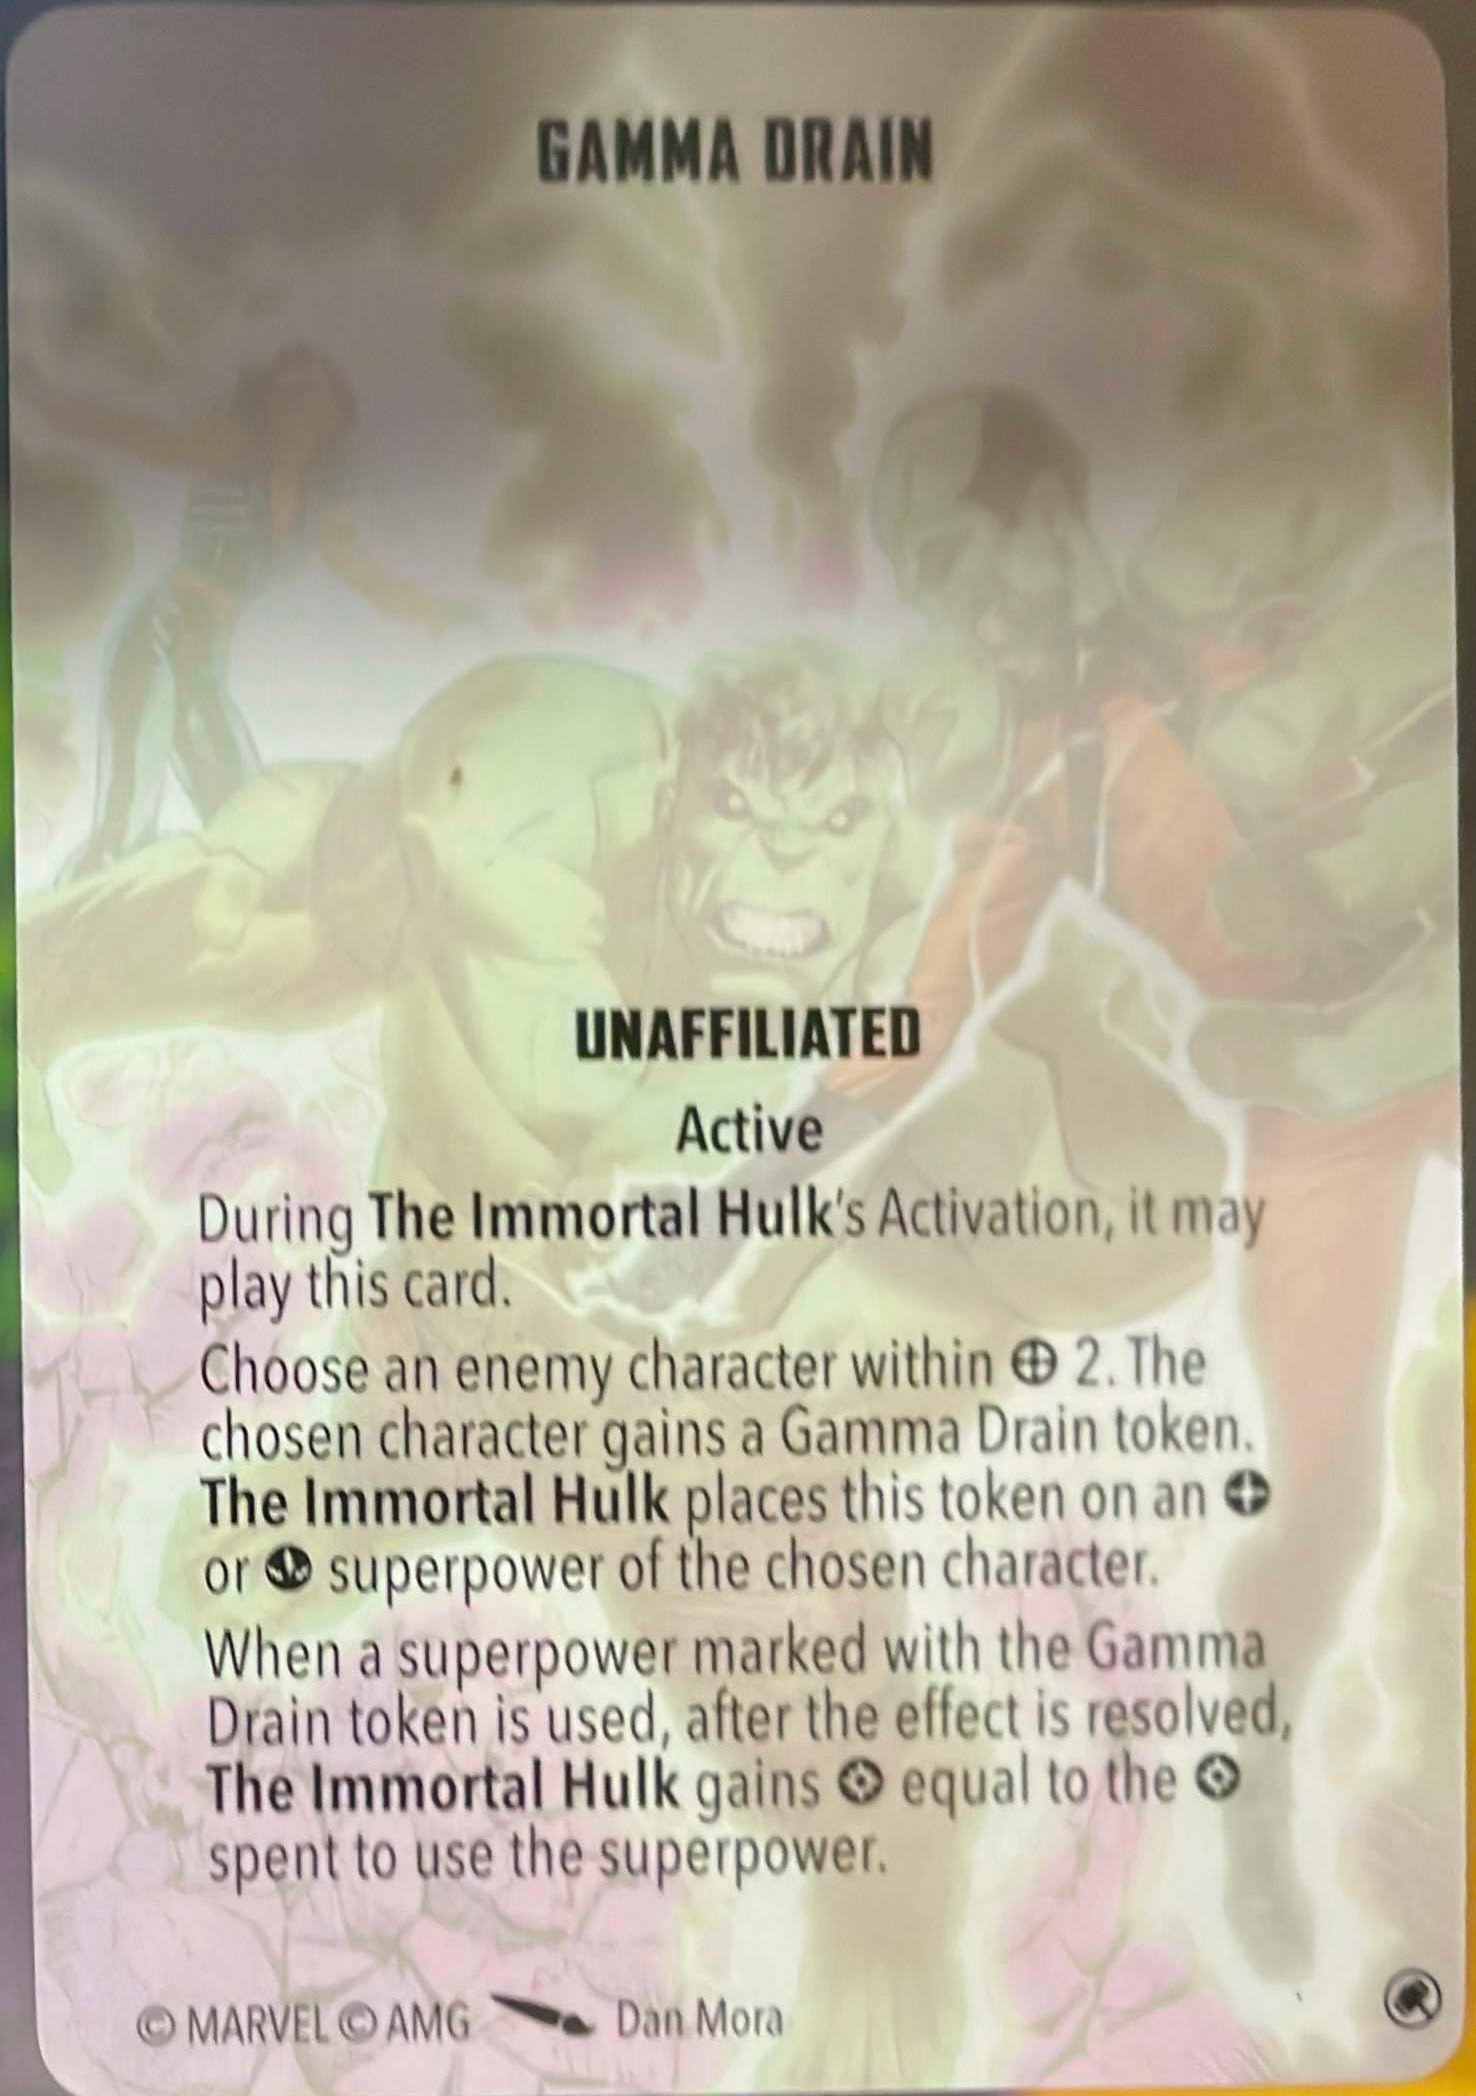 GAMMA DRAIN
UNAFFILIATED
Active
During The Immortal Hulk's Activation, it may
play this card.
Choose an enemy character within 2. The
chosen character gains a Gamma Drain token.
The Immortal Hulk places this token on an
or superpower of the chosen character.
When a superpower marked with the Gamma
Drain token is used, after the effect is resolved,
The Immortal Hulk gains equal to the
spent to use the superpower.
© MARVEL © AMG Dan Mora